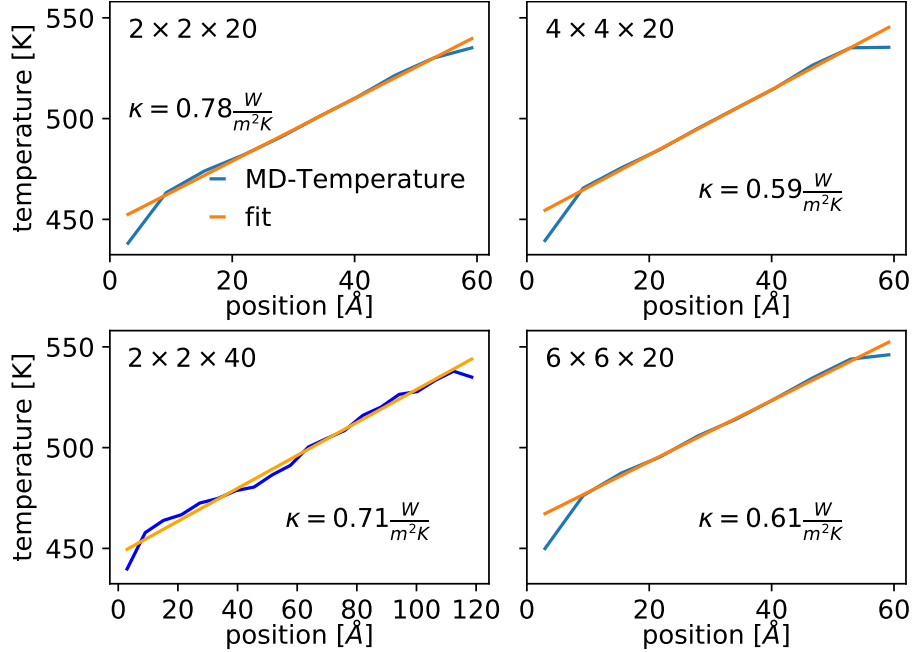 550
500
450
temperature [K]
2 × 2 × 20
κ = 0.78 W/m²K
MD-Temperature
fit
0 20 40 60
position [Å]
4 × 4 × 20
κ = 0.59 W/m²K
0 20 40 60
position [Å]
550
500
450
temperature [K]
2 × 2 × 40
κ = 0.71 W/m²K
0 20 40 60 80 100 120
position [Å]
6 × 6 × 20
κ = 0.61 W/m²K
0 20 40 60
position [Å]